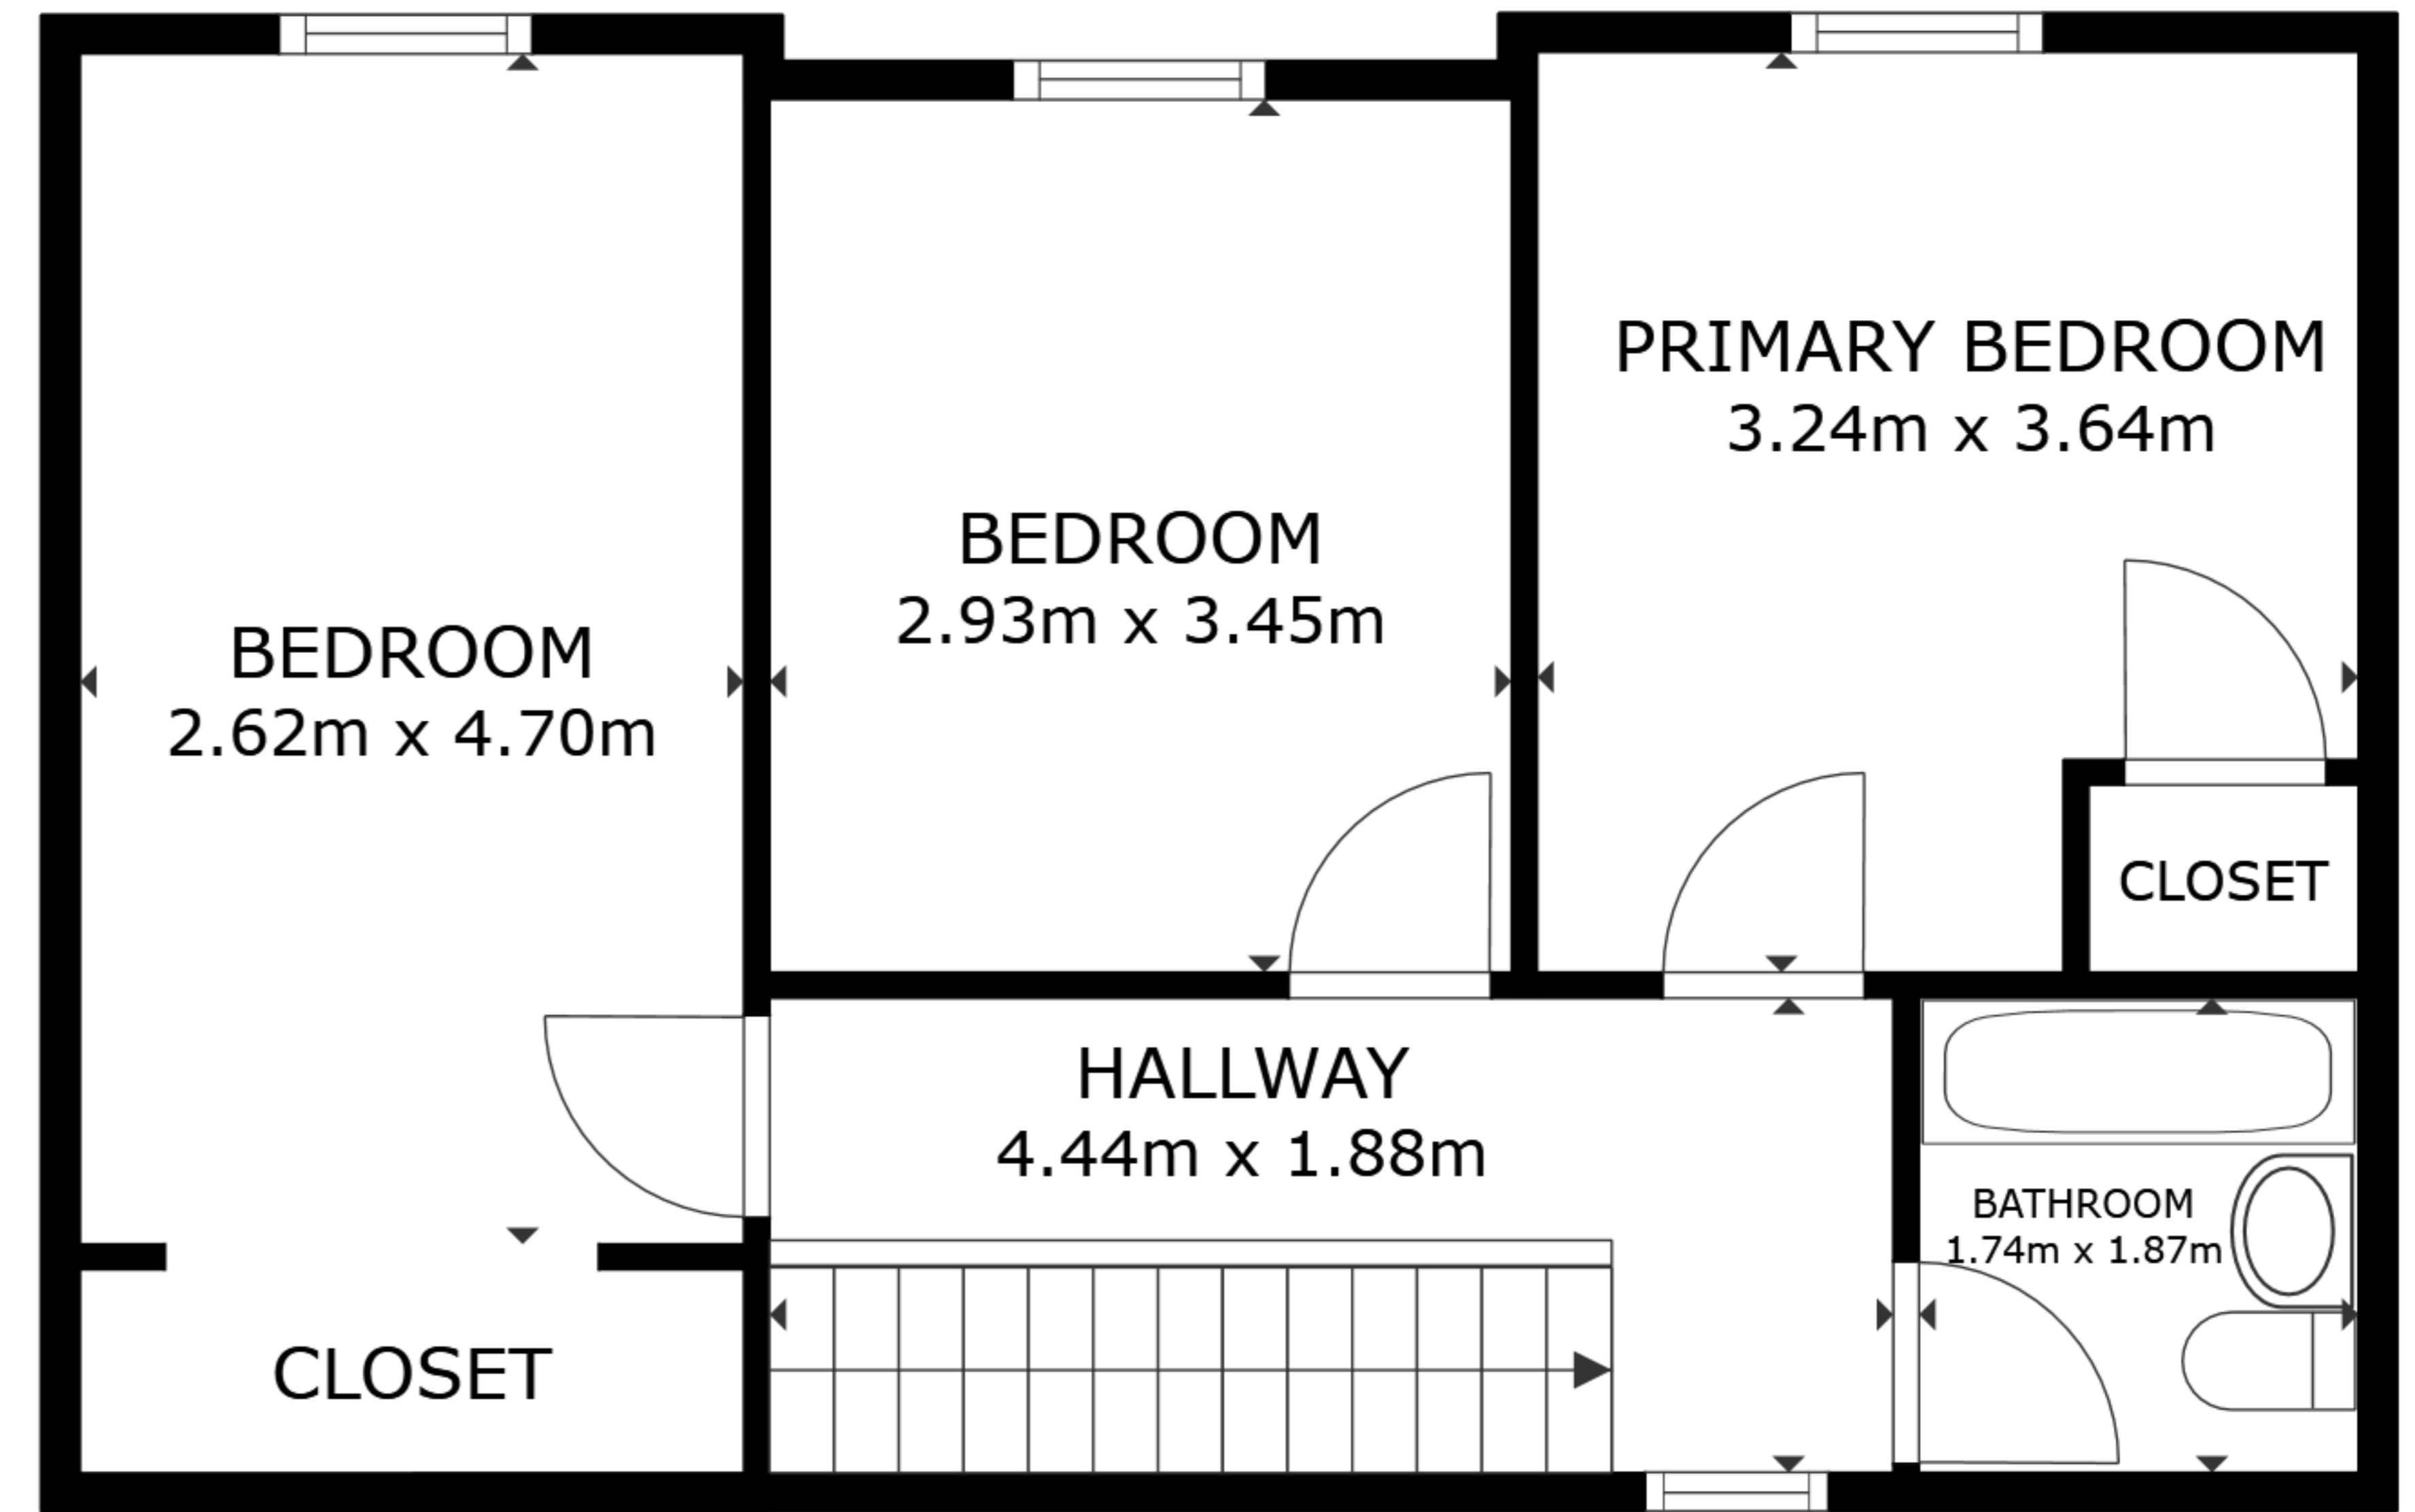 PRIMARY BEDROOM
3.24m x 3.64m
BEDROOM
2.93m x 3.45m
BEDROOM
2.62m x 4.70m
CLOSET
HALLWAY
4.44m x 1.88m
BATHROOM
1.74m x 1.87m
CLOSET